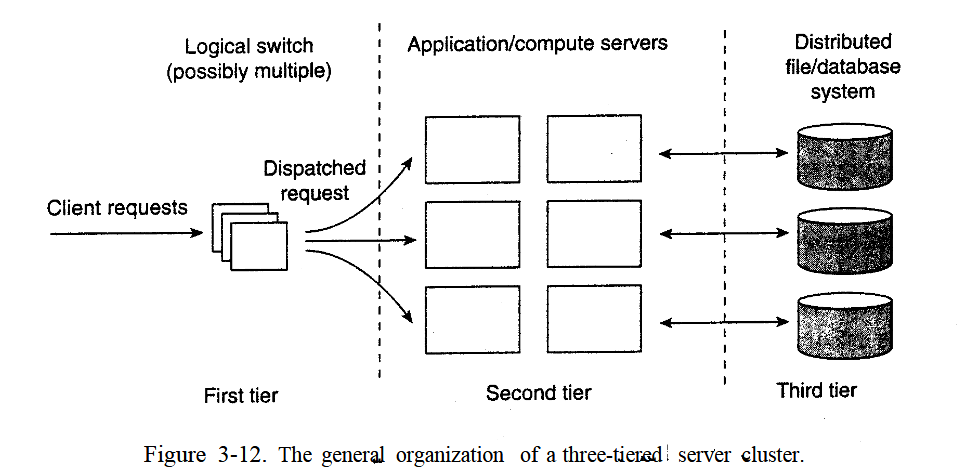 Logical switch
(possibly multiple)
Application/compute servers
Distributed
file/database
system
Dispatched
request
Client requests
First tier
Second tier
Third tier
Figure 3-12. The general organization of a three-tiered server cluster.